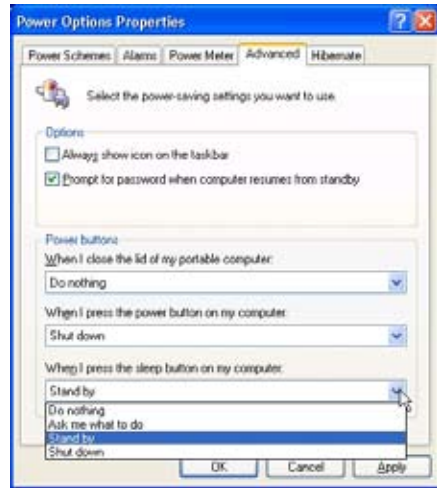 Power Options Properties
Power Schemes Alarms Power Meter Advanced Hibernate
Select the power-saving settings you want to use.
Options
Always show icon on the taskbar
Prompt for password when computer resumes from standby
Power buttons
When I close the lid of my portable computer:
Do nothing
When I press the power button on my computer:
Shut down
When I press the sleep button on my computer:
Stand by
Do nothing
Ask me what to do
Stand by
Shut down
OK Cancel Apply